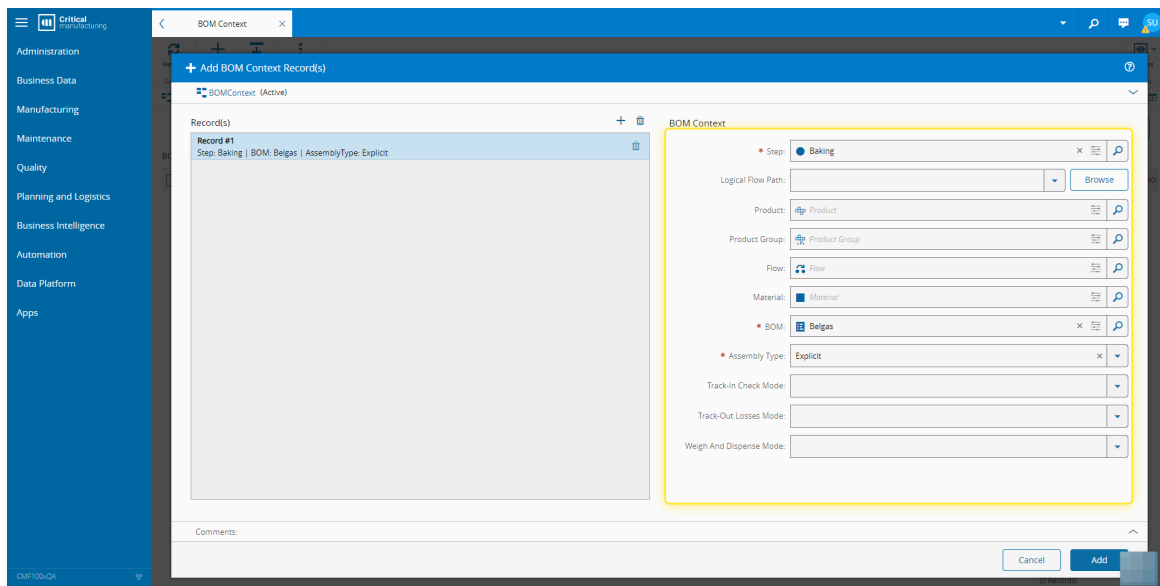 Critical
manufacturing
BOM Context
SU
Administration
Business Data
Manufacturing
Maintenance
Quality
Planning and Logistics
Business Intelligence
Automation
Data Platform
Apps
CMF100xQA
Add BOM Context Record(s)
BOMContext (Active)
Record(s)
Record #1
Step: Baking | BOM: Belgas | AssemblyType: Explicit
BOM Context
* Step: Baking
Logical Flow Path: Browse
Product: Product
Product Group: Product Group
Flow: Flow
Material: Material
* BOM: Belgas
* Assembly Type: Explicit
Track-In Check Mode:
Track-Out Losses Mode:
Weigh And Dispense Mode:
Comments:
Cancel Add
(0 Records)